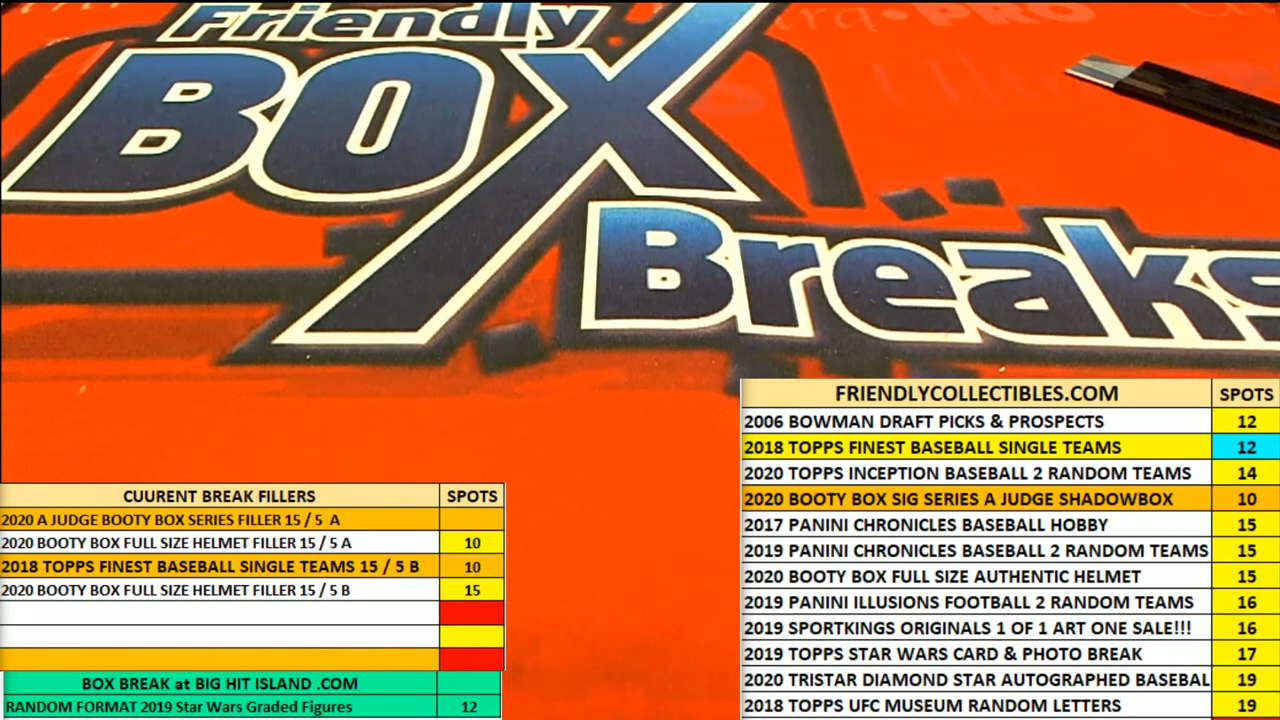 Friendly
BOX
Breaks
PRO
FRIENDLYCOLLECTIBLES.COM SPOTS
2006 BOWMAN DRAFT PICKS & PROSPECTS 12
2018 TOPPS FINEST BASEBALL SINGLE TEAMS 12
2020 TOPPS INCEPTION BASEBALL 2 RANDOM TEAMS 14
2020 BOOTY BOX SIG SERIES A JUDGE SHADOWBOX 10
2017 PANINI CHRONICLES BASEBALL HOBBY 15
2019 PANINI CHRONICLES BASEBALL 2 RANDOM TEAMS 15
2020 BOOTY BOX FULL SIZE AUTHENTIC HELMET 15
2019 PANINI ILLUSIONS FOOTBALL 2 RANDOM TEAMS 16
2019 SPORTKINGS ORIGINALS 1 OF 1 ART ONE SALE!!! 16
2019 TOPPS STAR WARS CARD & PHOTO BREAK 17
2020 TRISTAR DIAMOND STAR AUTOGRAPHED BASEBAL 19
2018 TOPPS UFC MUSEUM RANDOM LETTERS 19
CUURENT BREAK FILLERS SPOTS
2020 A JUDGE BOOTY BOX SERIES FILLER 15 / 5 A
2020 BOOTY BOX FULL SIZE HELMET FILLER 15 / 5 A 10
2018 TOPPS FINEST BASEBALL SINGLE TEAMS 15 / 5 B 10
2020 BOOTY BOX FULL SIZE HELMET FILLER 15 / 5 B 15
BOX BREAK at BIG HIT ISLAND .COM
RANDOM FORMAT 2019 Star Wars Graded Figures 12